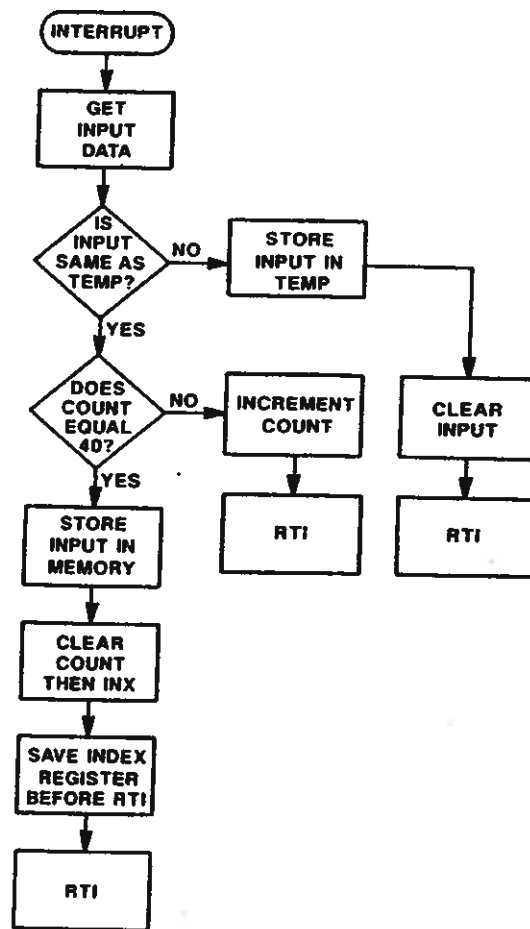 INTERRUPT
GET
INPUT
DATA
IS
INPUT
SAME AS
TEMP?
NO
STORE
INPUT IN
TEMP
YES
DOES
COUNT
EQUAL
40?
NO
INCREMENT
COUNT
CLEAR
INPUT
YES
STORE
INPUT IN
MEMORY
RTI
RTI
CLEAR
COUNT
THEN INX
SAVE INDEX
REGISTER
BEFORE RTI
RTI